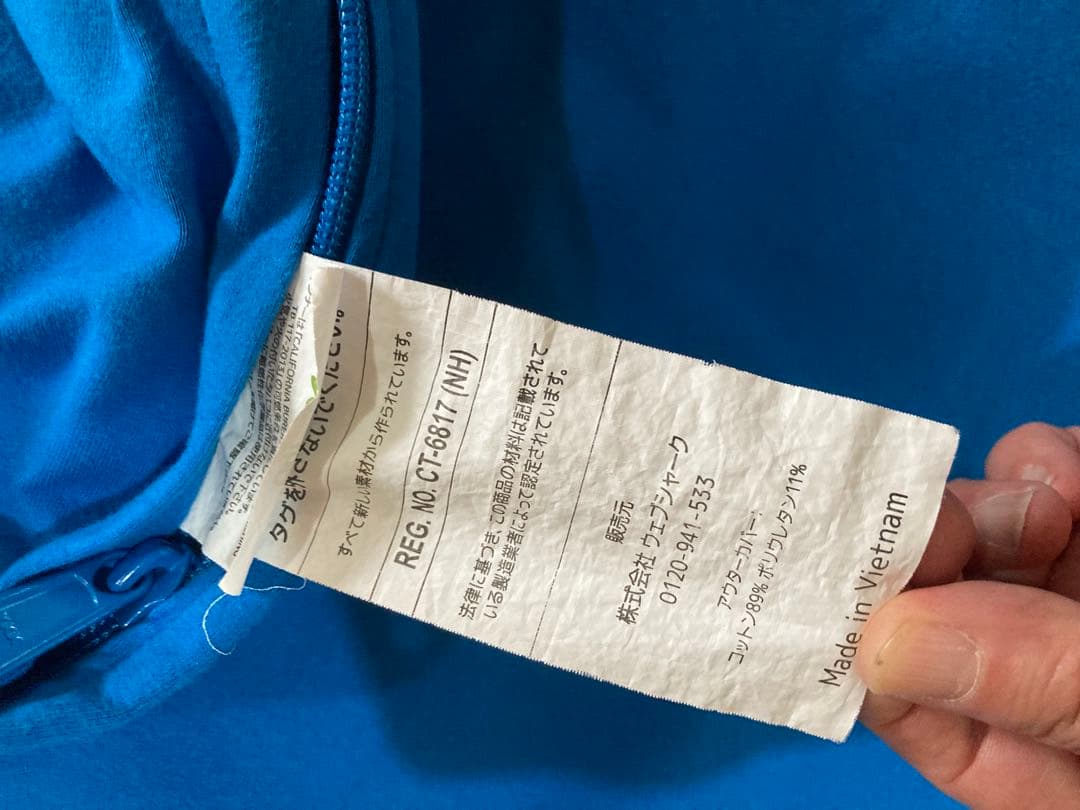 タグを外さないでください。
すべて新しい素材から作られています。
REG. NO. CT-6817 (NH)
法律に基づき、この商品の材料は記載されて
いる製造業者によって認定されています。
販売元
株式会社 ウェブシャーク
0120-941-533
アウターカバー:
コットン89% ポリウレタン11%
Made in Vietnam